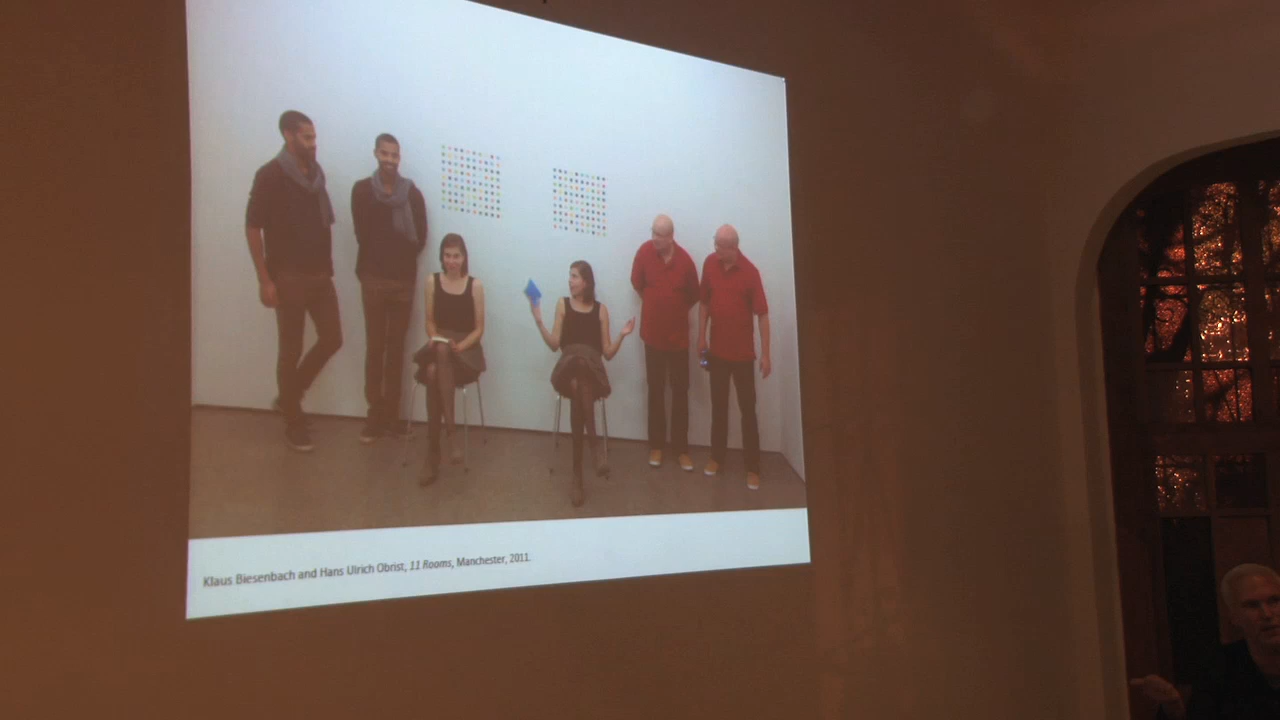 Klaus Biesenbach and Hans Ulrich Obrist, 11 Rooms, Manchester, 2011.